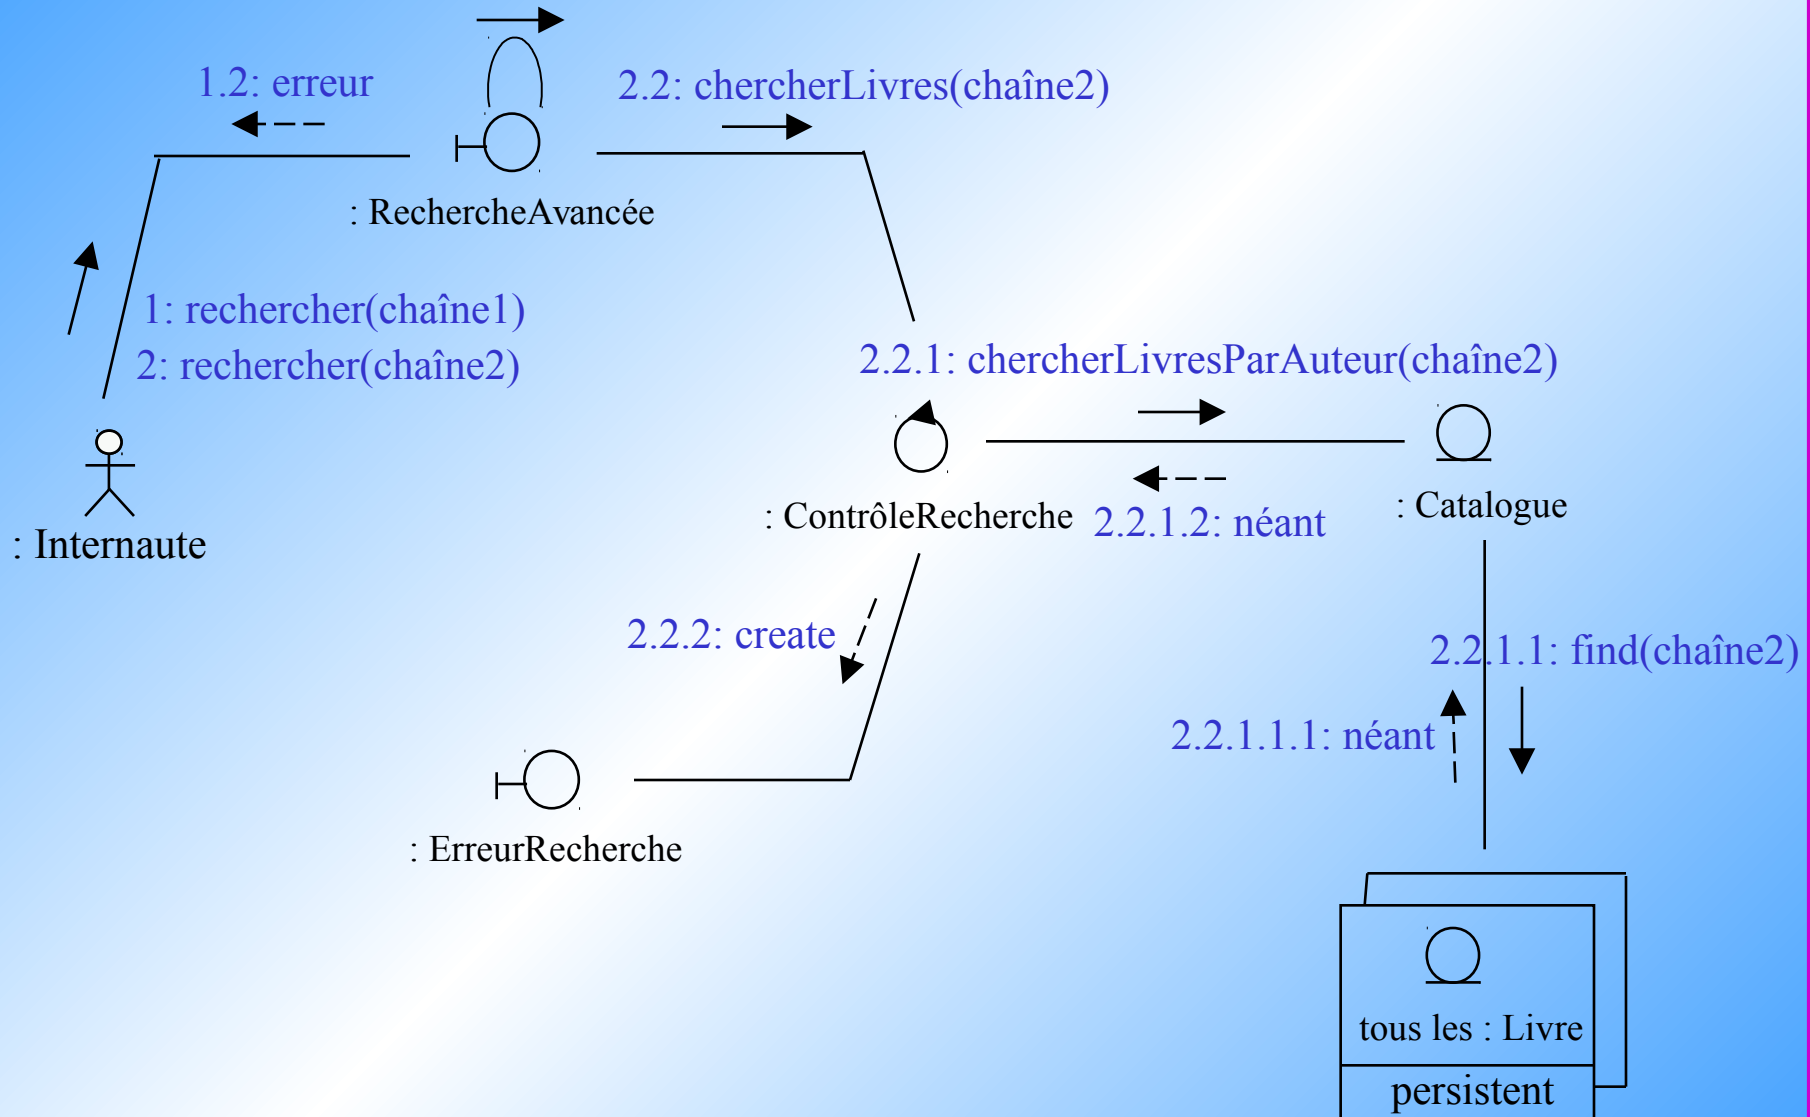 1.2: erreur
2.2: chercherLivres(chaîne2)
: RechercheAvancée
1: rechercher(chaîne1)
2: rechercher(chaîne2)
2.2.1: chercherLivresParAuteur(chaîne2)
: Internaute
: ContrôleRecherche
2.2.1.2: néant
: Catalogue
2.2.2: create
2.2.1.1: find(chaîne2)
2.2.1.1.1: néant
: ErreurRecherche
tous les : Livre
persistent